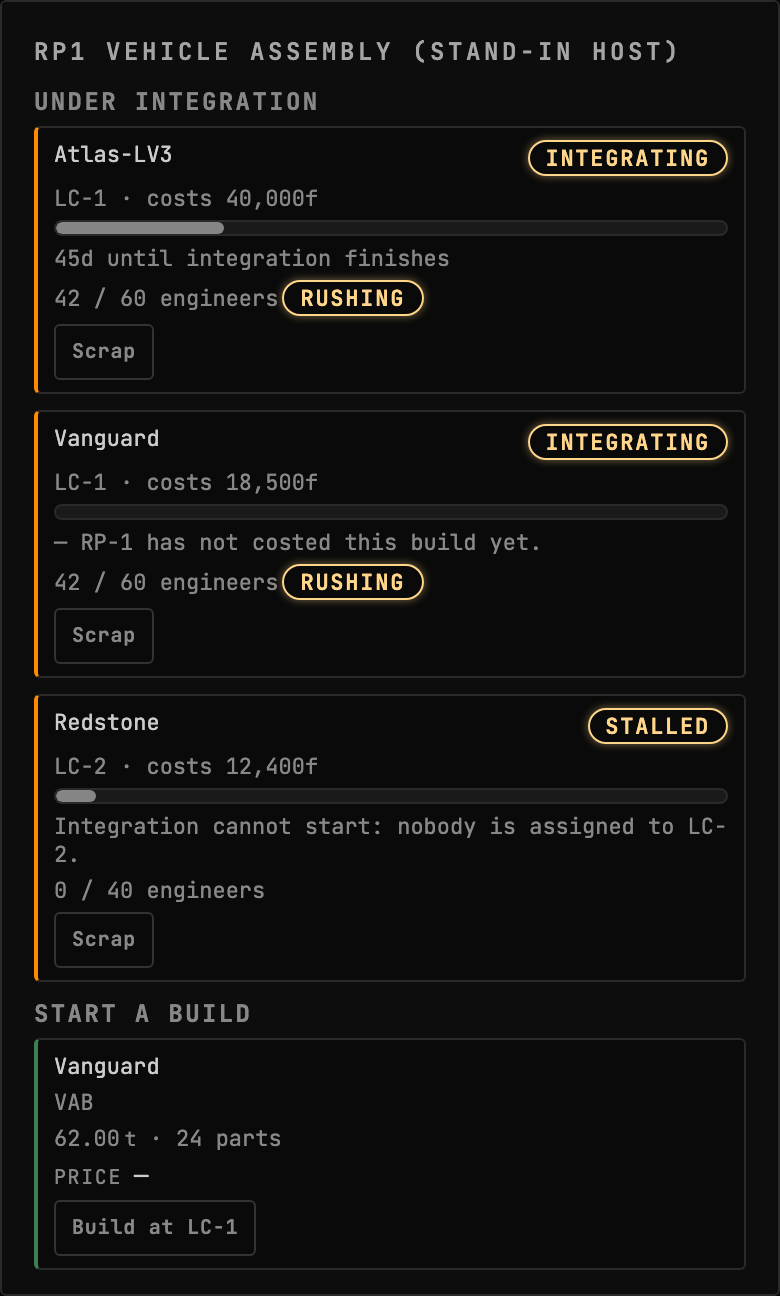 RP1 VEHICLE ASSEMBLY (STAND-IN HOST)
UNDER INTEGRATION
Atlas-LV3
INTEGRATING
LC-1 · costs 40,000f
45d until integration finishes
42 / 60 engineers RUSHING
Scrap
Vanguard
INTEGRATING
LC-1 · costs 18,500f
— RP-1 has not costed this build yet.
42 / 60 engineers RUSHING
Scrap
Redstone
STALLED
LC-2 · costs 12,400f
Integration cannot start: nobody is assigned to LC-
2.
0 / 40 engineers
Scrap
START A BUILD
Vanguard
VAB
62.00t · 24 parts
PRICE —
Build at LC-1